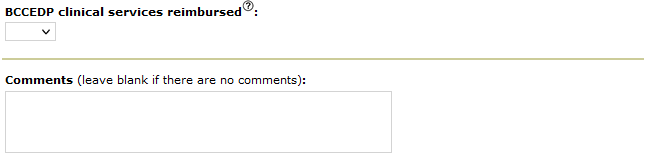 BCCEDP clinical services reimbursed?:
Comments (leave blank if there are no comments):